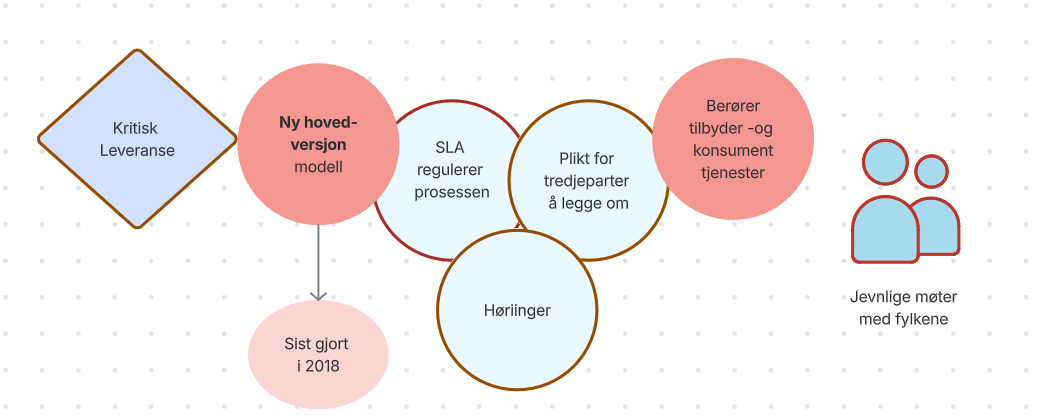 Kritisk
Leveranse
Ny hoved-
versjon
modell
SLA
regulerer
prosessen
Plikt for
tredjeparter
å legge om
Berører
tilbyder -og
konsument
tjenester
Høriinger
Sist gjort
i 2018
Jevnlige møter
med fylkene